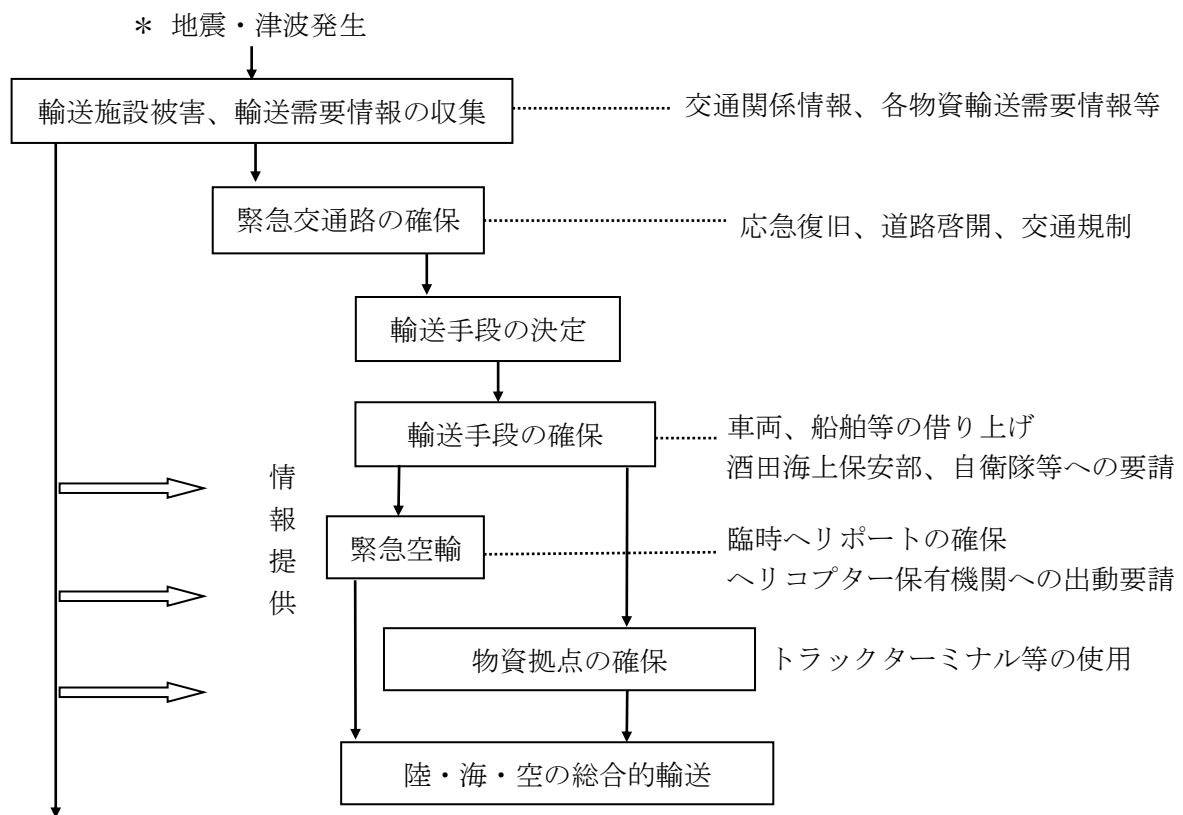 ＊ 地震・津波発生
輸送施設被害、輸送需要情報の収集
交通関係情報、各物資輸送需要情報等
緊急交通路の確保
応急復旧、道路啓開、交通規制
輸送手段の決定
輸送手段の確保
車両、船舶等の借り上げ
酒田海上保安部、自衛隊等への要請
情報提供
緊急空輸
臨時ヘリポートの確保
ヘリコプター保有機関への出動要請
物資拠点の確保
トラックターミナル等の使用
陸・海・空の総合的輸送